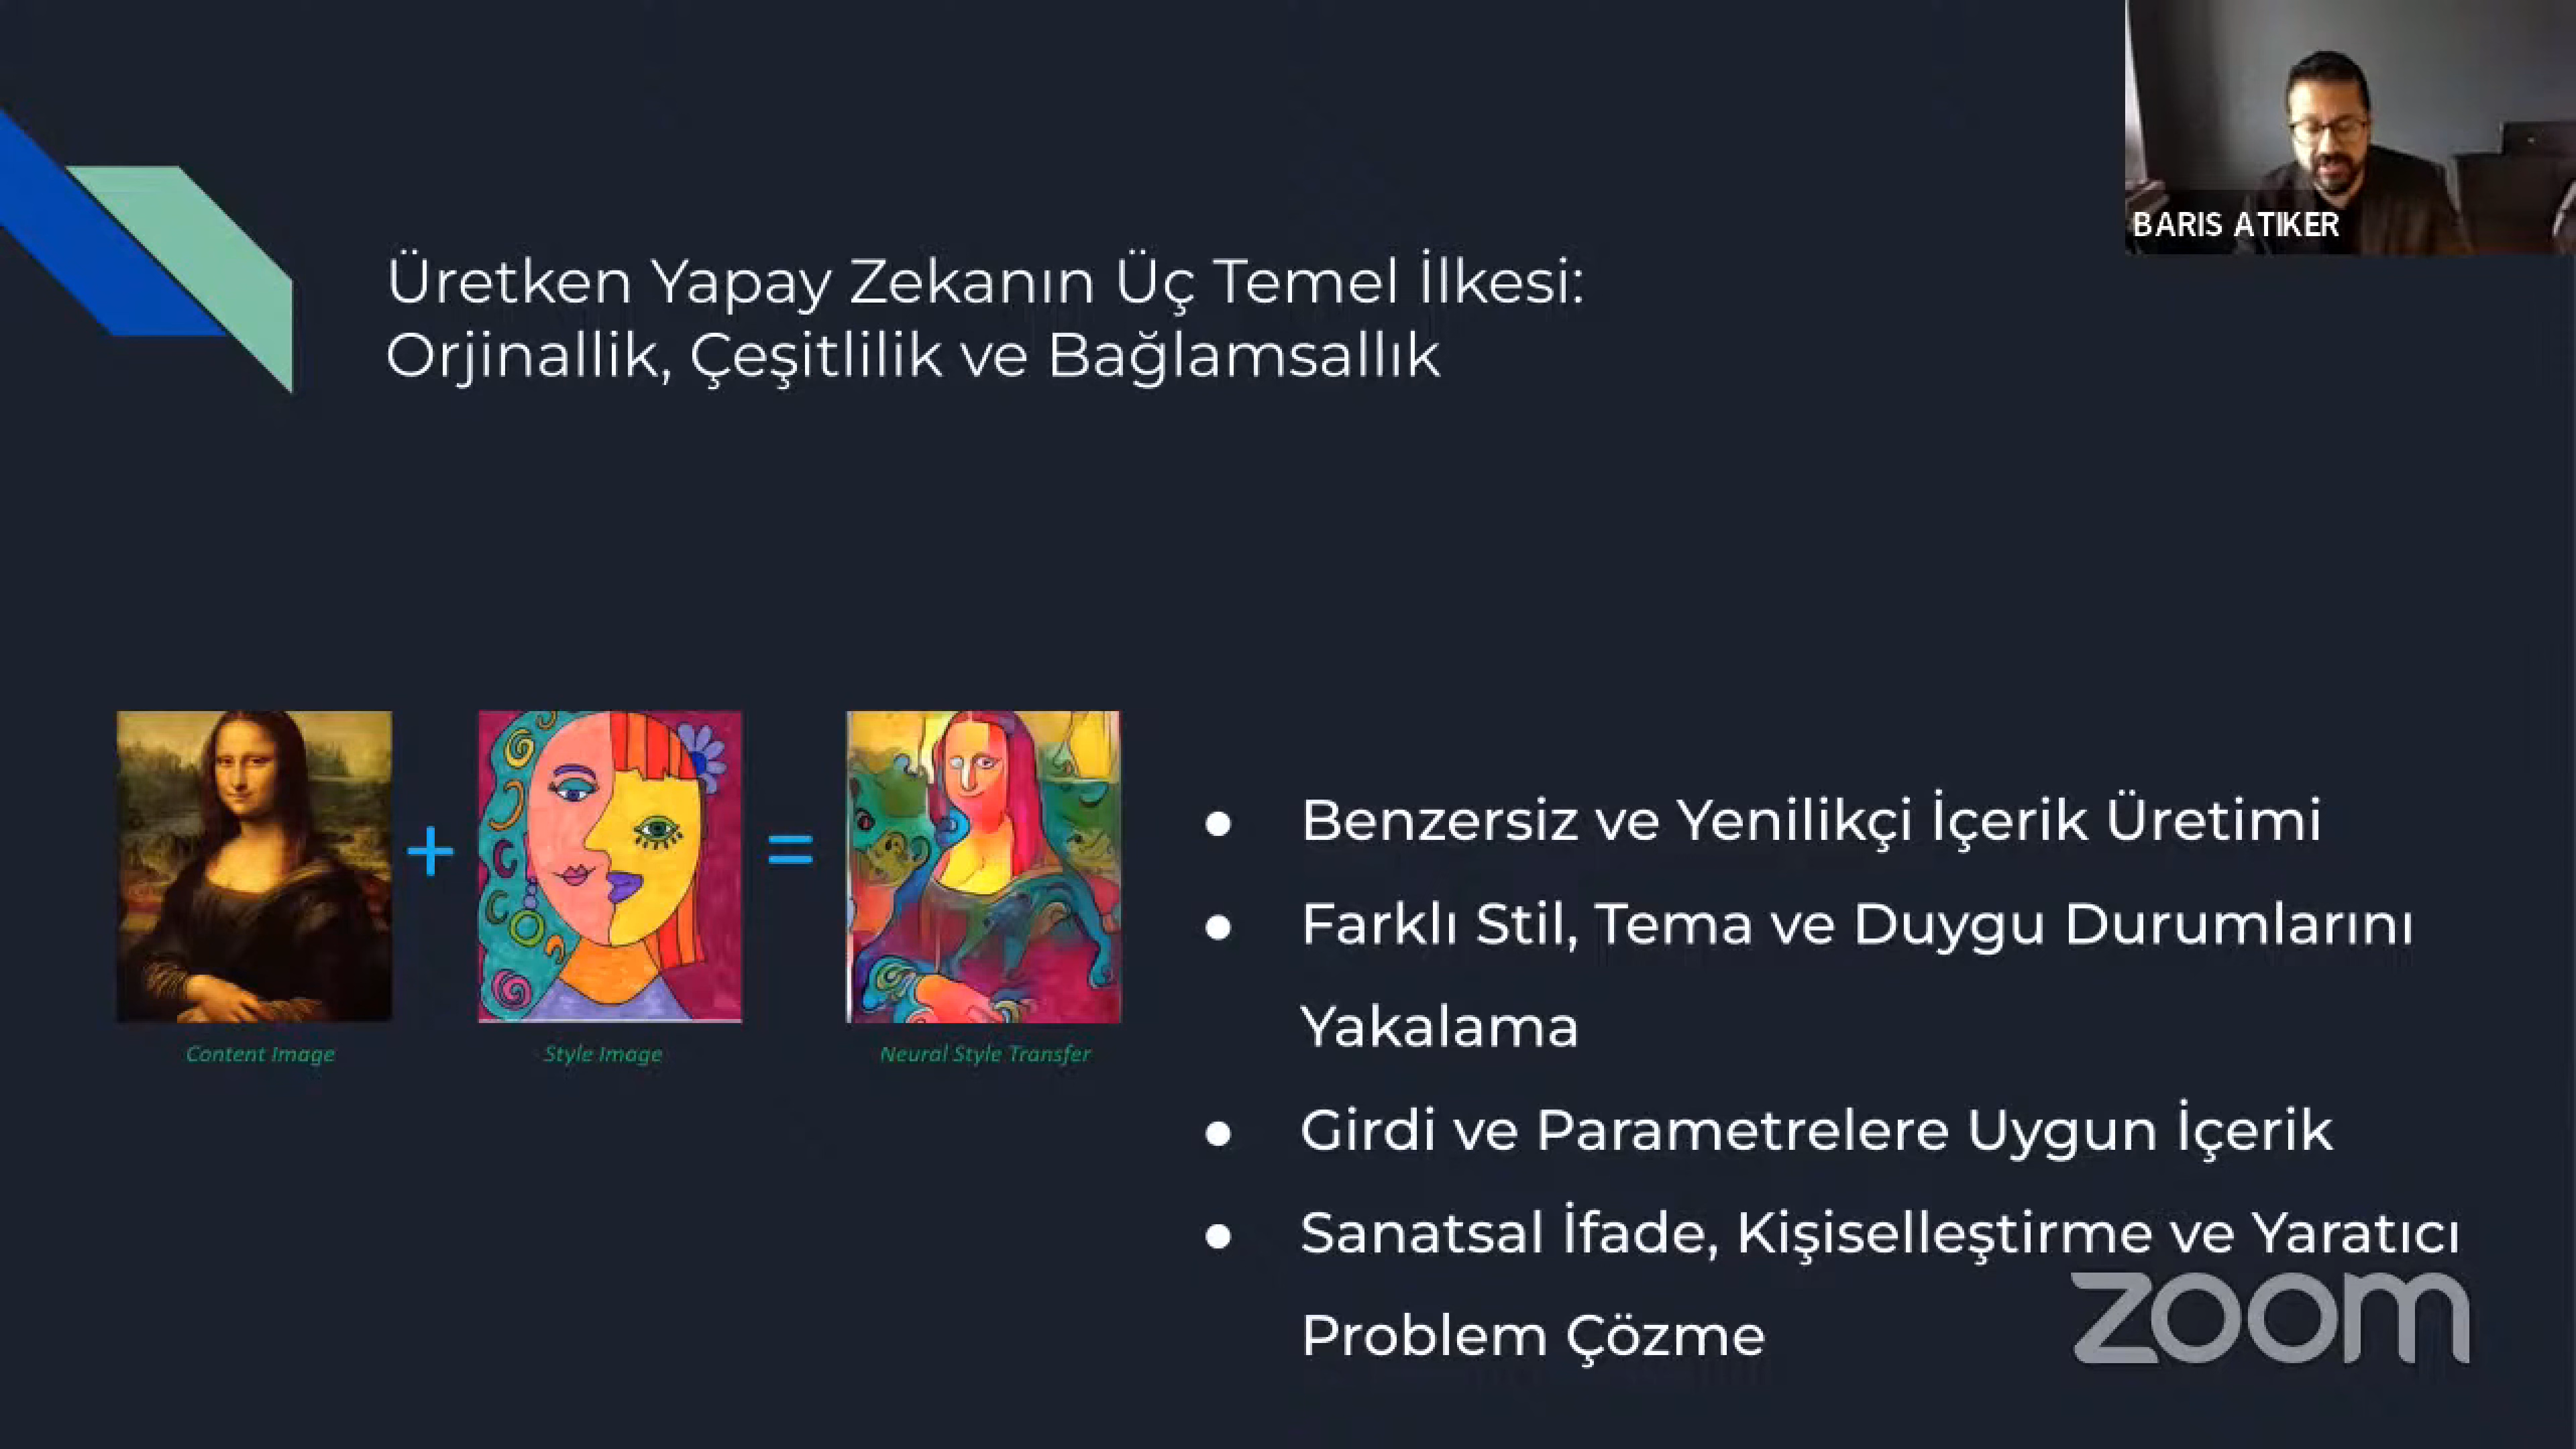 BARIS ATIKER
Üretken Yapay Zekanın Üç Temel İlkesi:
Orjinallik, Çeşitlilik ve Bağlamsallık
+
=
Content Image
Style Image
Neural Style Transfer
● Benzersiz ve Yenilikçi İçerik Üretimi
● Farklı Stil, Tema ve Duygu Durumlarını
Yakalama
● Girdi ve Parametrelere Uygun İçerik
● Sanatsal İfade, Kişiselleştirme ve Yaratıcı
Problem Çözme
zoom